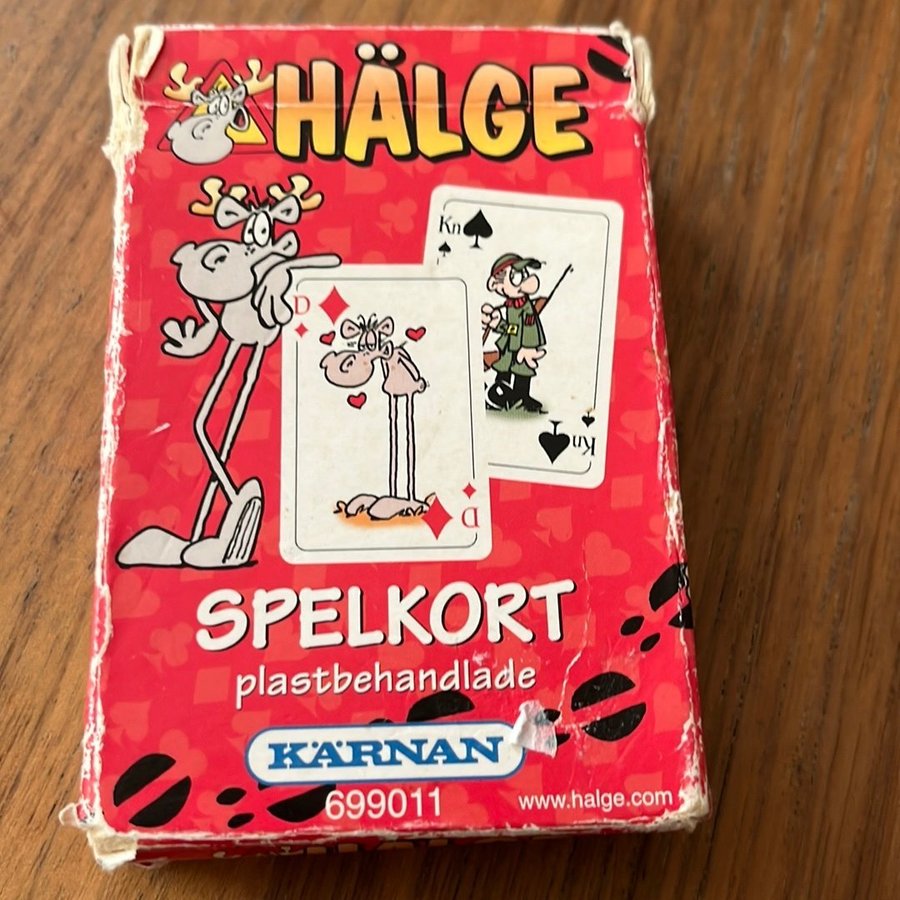 HÄLGE
Kn
D
Kn
D
SPELKORT
plastbehandlade
KÄRNAN
699011
www.halge.com